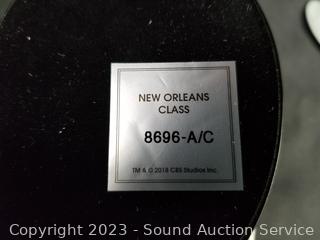 NEW ORLEANS
CLASS
8696-A/C
TM & © 2018 CBS Studios Inc.
Copyright 2023 - Sound Auction Service